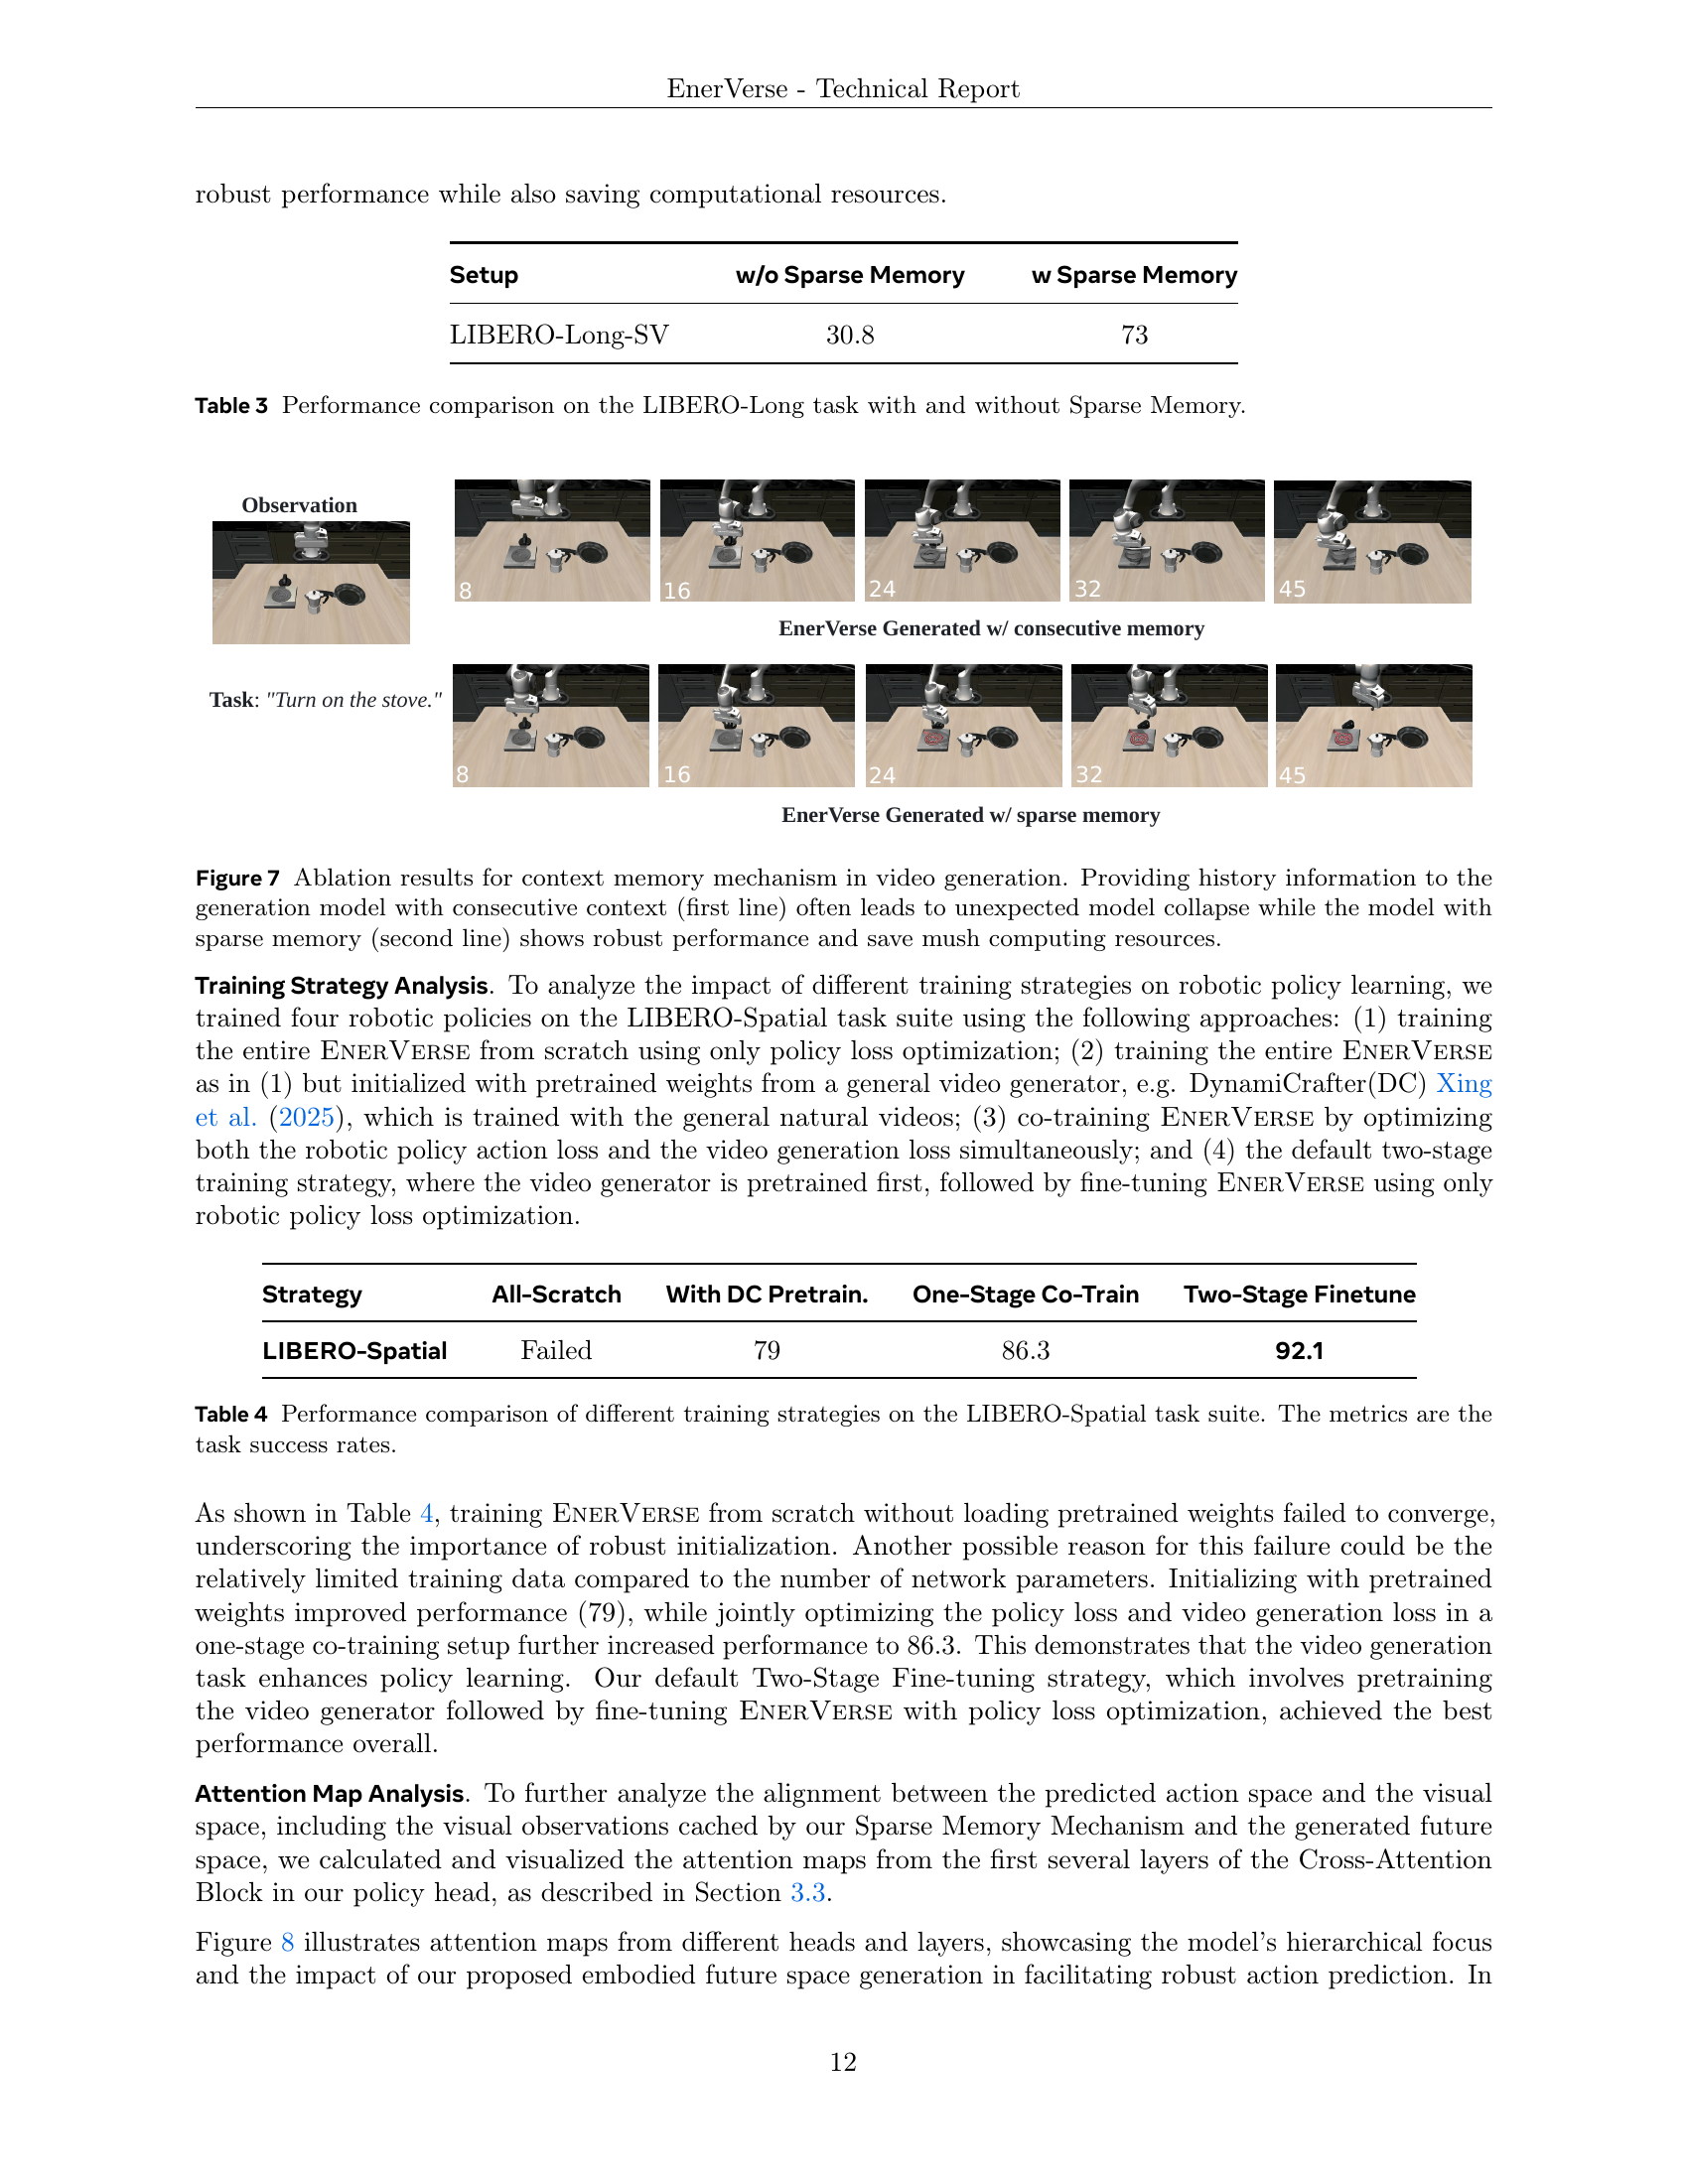 EnerVerse - Technical Report
robust performance while also saving computational resources.
Setup w/o Sparse Memory w Sparse Memory
LIBERO-Long-SV 30.8 73
Table 3 Performance comparison on the LIBERO-Long task with and without Sparse Memory.
Observation
8 16 24 32 45
EnerVerse Generated w/ consecutive memory
Task: "Turn on the stove."
8 16 24 32 45
EnerVerse Generated w/ sparse memory
Figure 7 Ablation results for context memory mechanism in video generation. Providing history information to the
generation model with consecutive context (first line) often leads to unexpected model collapse while the model with
sparse memory (second line) shows robust performance and save mush computing resources.
Training Strategy Analysis. To analyze the impact of different training strategies on robotic policy learning, we
trained four robotic policies on the LIBERO-Spatial task suite using the following approaches: (1) training
the entire ENERVERSE from scratch using only policy loss optimization; (2) training the entire ENERVERSE
as in (1) but initialized with pretrained weights from a general video generator, e.g. DynamiCrafter(DC) Xing
et al. (2025), which is trained with the general natural videos; (3) co-training ENERVERSE by optimizing
both the robotic policy action loss and the video generation loss simultaneously; and (4) the default two-stage
training strategy, where the video generator is pretrained first, followed by fine-tuning ENERVERSE using only
robotic policy loss optimization.
Strategy All-Scratch With DC Pretrain. One-Stage Co-Train Two-Stage Finetune
LIBERO-Spatial Failed 79 86.3 92.1
Table 4 Performance comparison of different training strategies on the LIBERO-Spatial task suite. The metrics are the
task success rates.
As shown in Table 4, training ENERVERSE from scratch without loading pretrained weights failed to converge,
underscoring the importance of robust initialization. Another possible reason for this failure could be the
relatively limited training data compared to the number of network parameters. Initializing with pretrained
weights improved performance (79), while jointly optimizing the policy loss and video generation loss in a
one-stage co-training setup further increased performance to 86.3. This demonstrates that the video generation
task enhances policy learning. Our default Two-Stage Fine-tuning strategy, which involves pretraining
the video generator followed by fine-tuning ENERVERSE with policy loss optimization, achieved the best
performance overall.
Attention Map Analysis. To further analyze the alignment between the predicted action space and the visual
space, including the visual observations cached by our Sparse Memory Mechanism and the generated future
space, we calculated and visualized the attention maps from the first several layers of the Cross-Attention
Block in our policy head, as described in Section 3.3.
Figure 8 illustrates attention maps from different heads and layers, showcasing the model's hierarchical focus
and the impact of our proposed embodied future space generation in facilitating robust action prediction. In
12